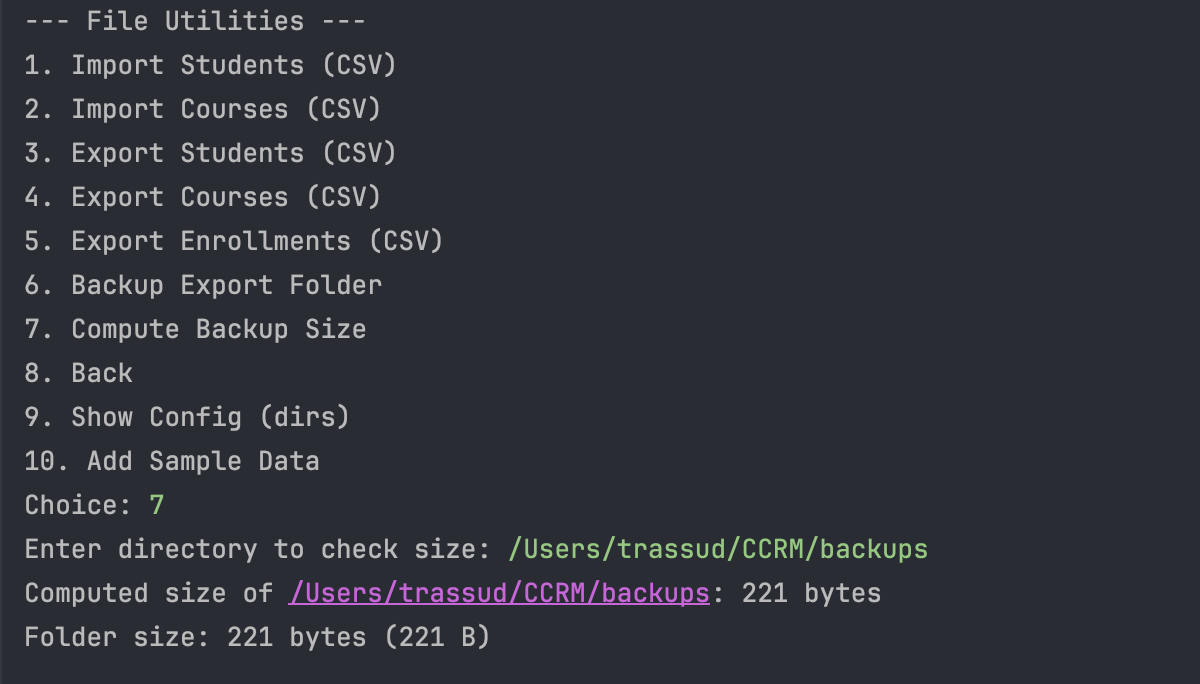 --- File Utilities ---
1. Import Students (CSV)
2. Import Courses (CSV)
3. Export Students (CSV)
4. Export Courses (CSV)
5. Export Enrollments (CSV)
6. Backup Export Folder
7. Compute Backup Size
8. Back
9. Show Config (dirs)
10. Add Sample Data
Choice: 7
Enter directory to check size: /Users/trassud/CCRM/backups
Computed size of /Users/trassud/CCRM/backups: 221 bytes
Folder size: 221 bytes (221 B)